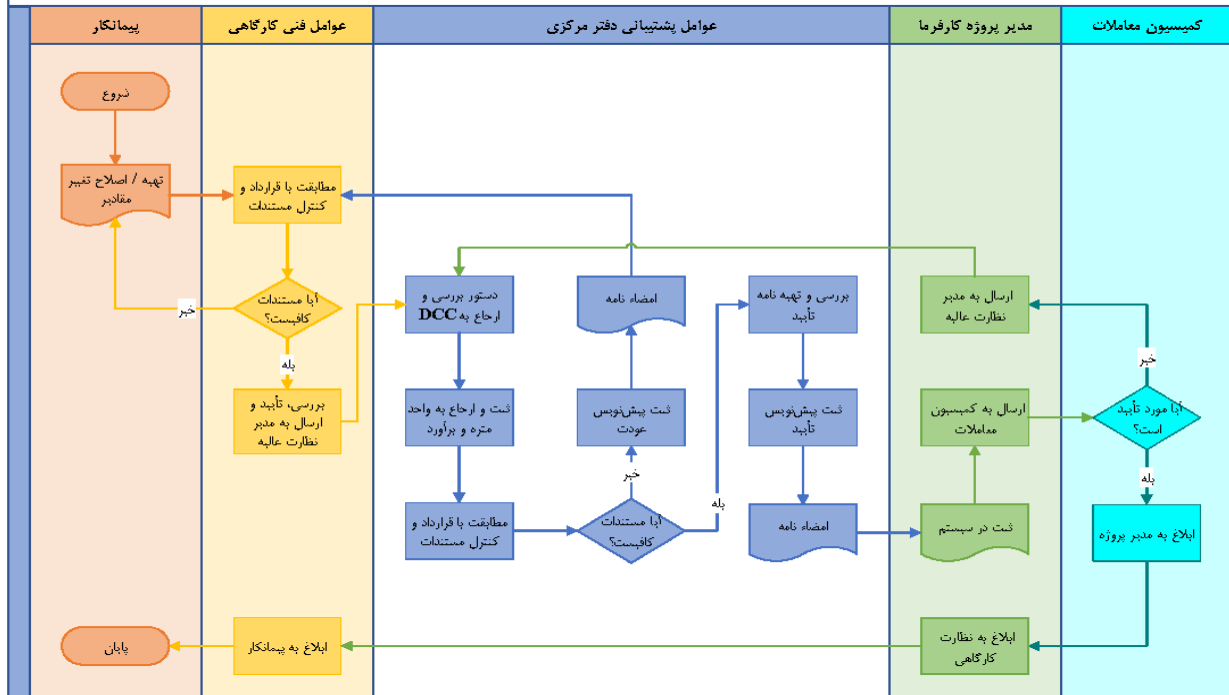 پیمانکار
عوامل فنی کارگاهی
عوامل پشتیبانی دفتر مرکزی
مدیر پروژه کارفرما
کمیسیون معاملات
شروع
تهیه / اصلاح تغییر
مقادیر
مطابقت با قرارداد و
کنترل مستندات
آیا مستندات
کافیست؟
خیر
بله
بررسی، تأیید و
ارسال به مدیر
نظارت عالیه
دستور بررسی و
ارجاع به DCC
ثبت و ارجاع به واحد
متره و برآورد
مطابقت با قرارداد و
کنترل مستندات
آیا مستندات
کافیست؟
خیر
بله
ثبت پیش‌نویس
عودت
امضاء نامه
بررسی و تهیه نامه
تأیید
ثبت پیش‌نویس
تأیید
امضاء نامه
ثبت در سیستم
ارسال به کمیسیون
معاملات
ارسال به مدیر
نظارت عالیه
آیا مورد تأیید
است؟
خیر
بله
ابلاغ به مدیر پروژه
ابلاغ به نظارت
کارگاهی
ابلاغ به پیمانکار
پایان